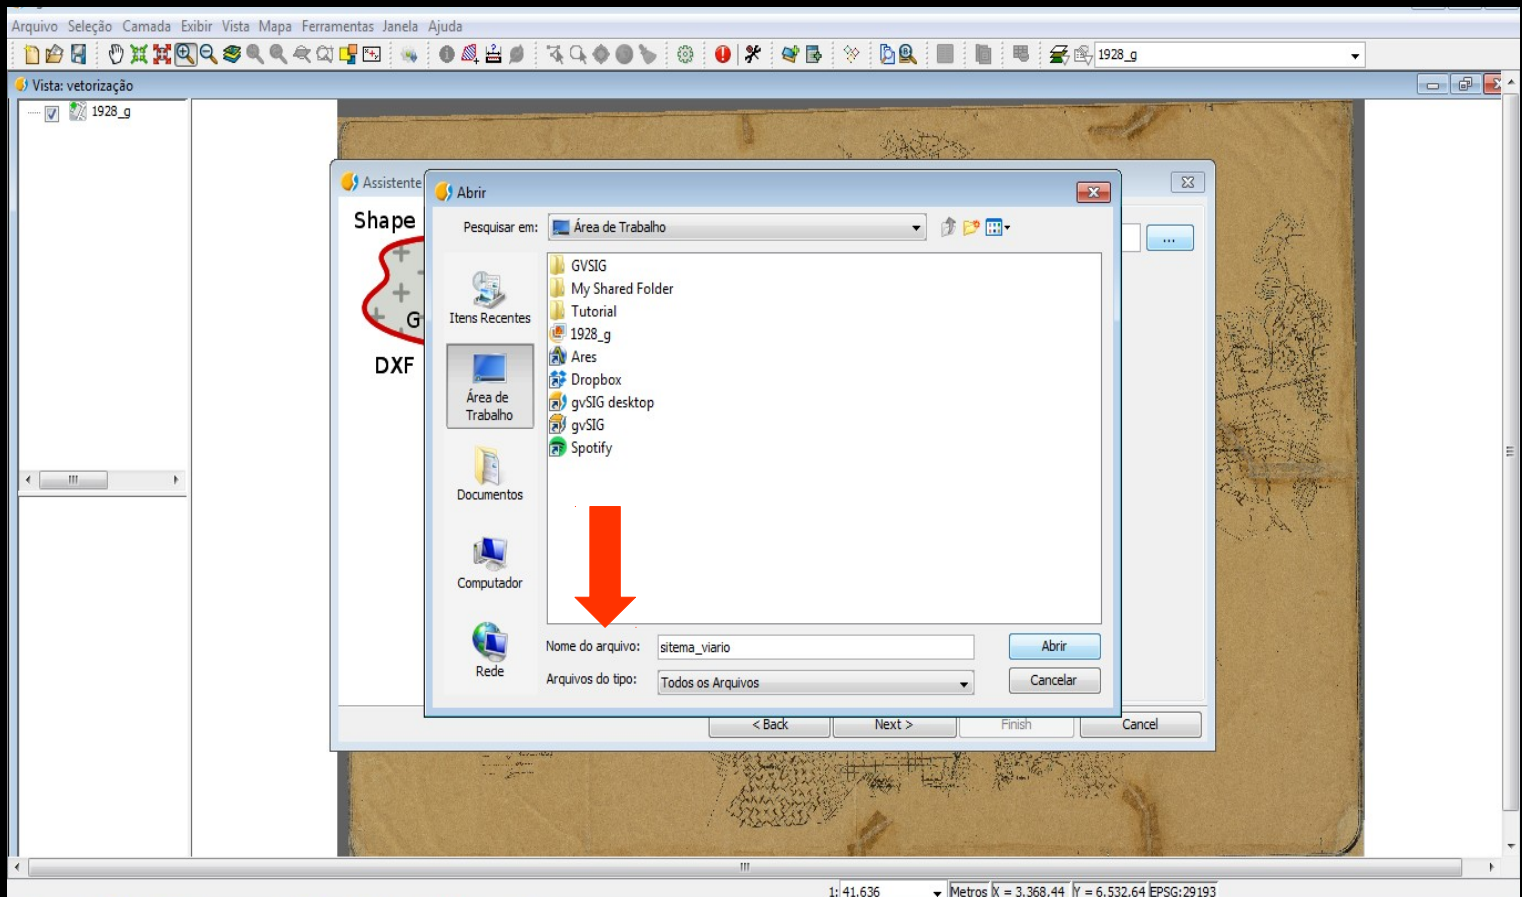 Arquivo Seleção Camada Exibir Vista Mapa Ferramentas Janela Ajuda
1928_g
Vista: vetorização
1928_g
Assistente
Abrir
Shape
Pesquisar em: Área de Trabalho
...
GVSIG
My Shared Folder
Tutorial
1928_g
Ares
Dropbox
gvSIG desktop
gvSIG
Spotify
G
DXF
Itens Recentes
Área de
Trabalho
Documentos
Computador
Rede
Nome do arquivo: sitema_viario Abrir
Arquivos do tipo: Todos os Arquivos Cancelar
< Back Next > Finish Cancel
1: 41.636 Metros X = 3.368,44 Y = 6.532,64 EPSG:29193